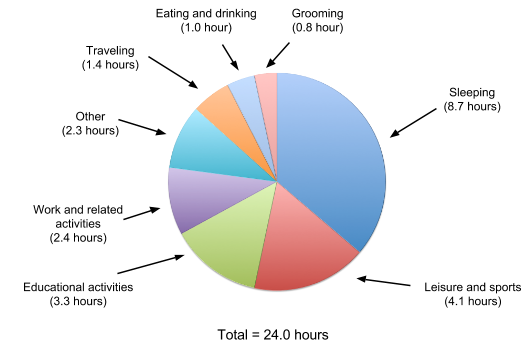 Eating and drinking
(1.0 hour)
Grooming
(0.8 hour)
Traveling
(1.4 hours)
Sleeping
(8.7 hours)
Other
(2.3 hours)
Work and related
activities
(2.4 hours)
Educational activities
(3.3 hours)
Leisure and sports
(4.1 hours)
Total = 24.0 hours